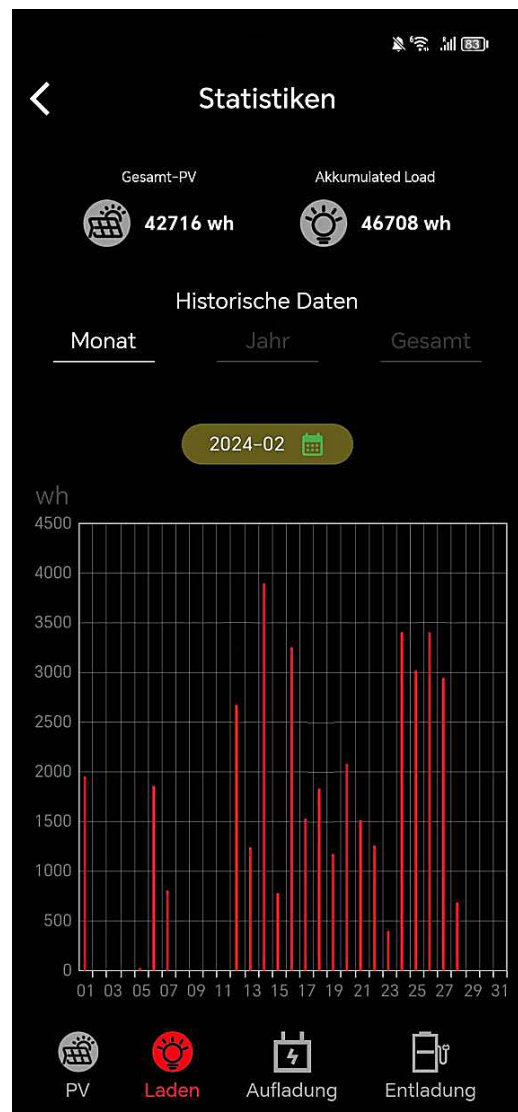 83
Statistiken
Gesamt-PV Akkumulated Load
42716 wh 46708 wh
Historische Daten
Monat Jahr Gesamt
2024-02
wh
4500
4000
3500
3000
2500
2000
1500
1000
500
0
01 03 05 07 09 11 13 15 17 19 21 23 25 27 29 31
PV Laden Aufladung Entladung